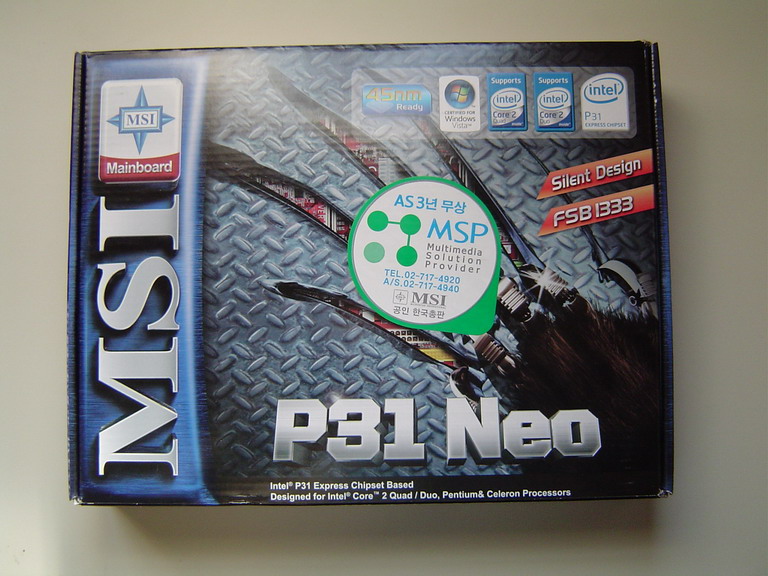 MSI
Mainboard
MSI
45nm
Ready
CERTIFIED FOR
Windows
Vista™
Supports
intel
Core 2
Duo
Supports
intel
Core 2
intel
P31
EXPRESS CHIPSET
Silent Design
FSB 1333
AS 3년 무상
MSP
Multimedia
Solution
Provider
TEL.02-717-4920
A/S.02-717-4940
MSI
공인 한국총판
P31 Neo
Intel® P31 Express Chipset Based
Designed for Intel® Core™ 2 Quad / Duo, Pentium& Celeron Processors